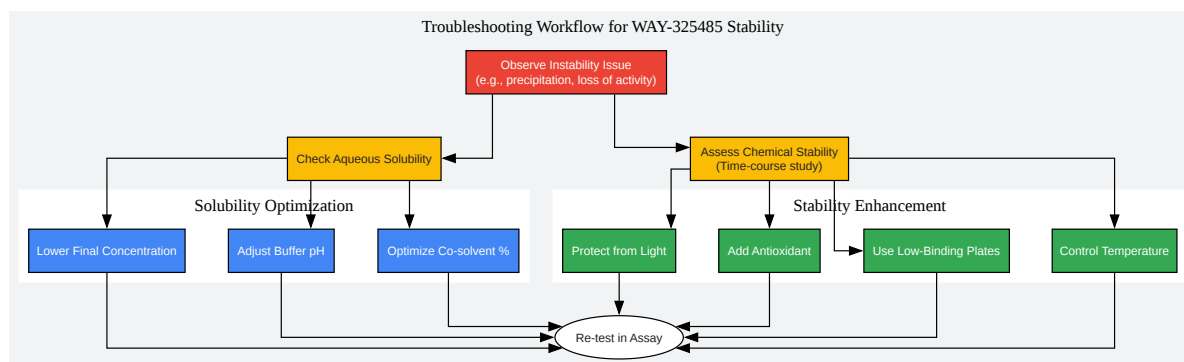 Troubleshooting Workflow for WAY-325485 Stability
Observe Instability Issue
(e.g., precipitation, loss of activity)
Check Aqueous Solubility
Assess Chemical Stability
(Time-course study)
Solubility Optimization
Stability Enhancement
Lower Final Concentration
Adjust Buffer pH
Optimize Co-solvent %
Protect from Light
Add Antioxidant
Use Low-Binding Plates
Control Temperature
Re-test in Assay